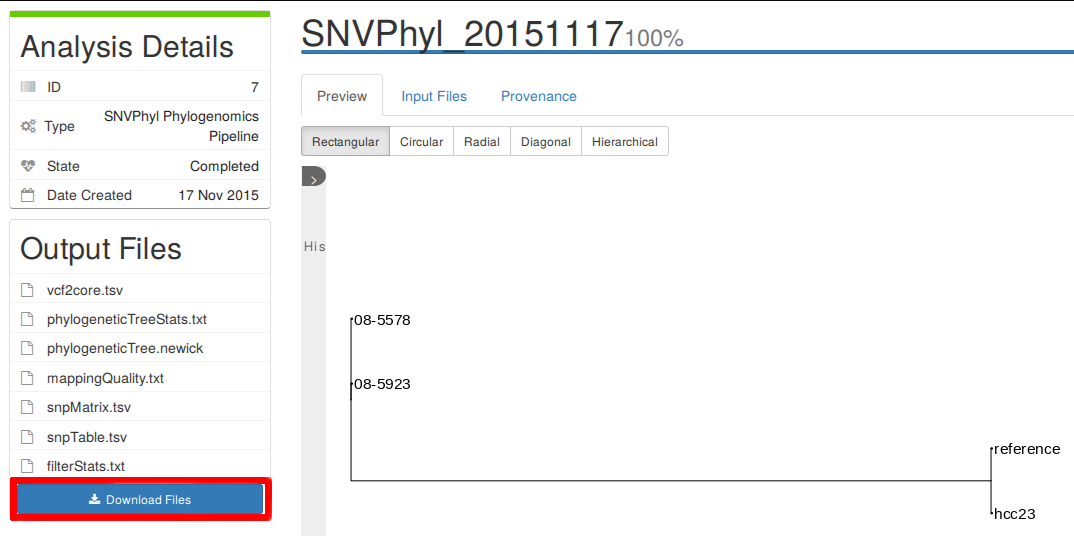 Analysis Details
ID 7
Type SNVPhyl Phylogenomics
Pipeline
State Completed
Date Created 17 Nov 2015
Output Files
vcf2core.tsv
phylogeneticTreeStats.txt
phylogeneticTree.newick
mappingQuality.txt
snpMatrix.tsv
snpTable.tsv
filterStats.txt
Download Files
SNVPhyl_20151117 100%
Preview Input Files Provenance
Rectangular Circular Radial Diagonal Hierarchical
His
08-5578
08-5923
reference
hcc23